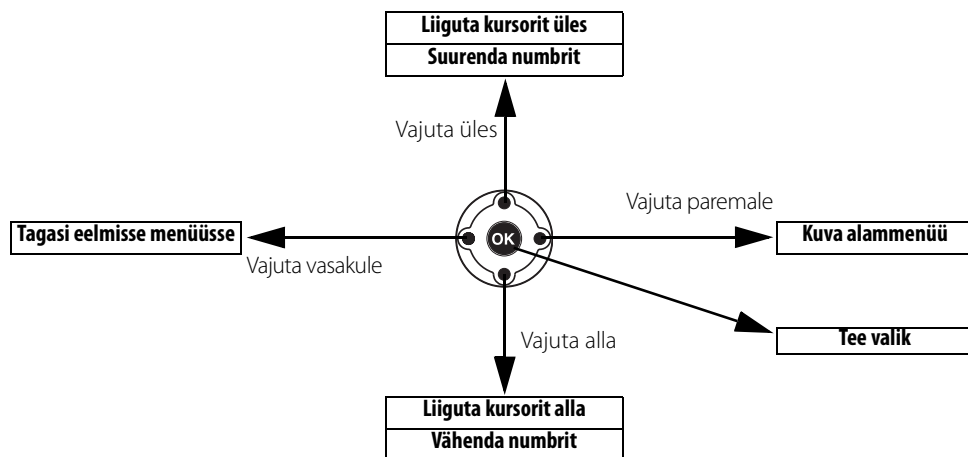 Liiguta kursorit üles
Suurenda numbrit
Vajuta üles
Vajuta paremale
Tagasi eelmisse menüüsse
OK
Kuva alammenüü
Vajuta vasakule
Tee valik
Vajuta alla
Liiguta kursorit alla
Vähenda numbrit